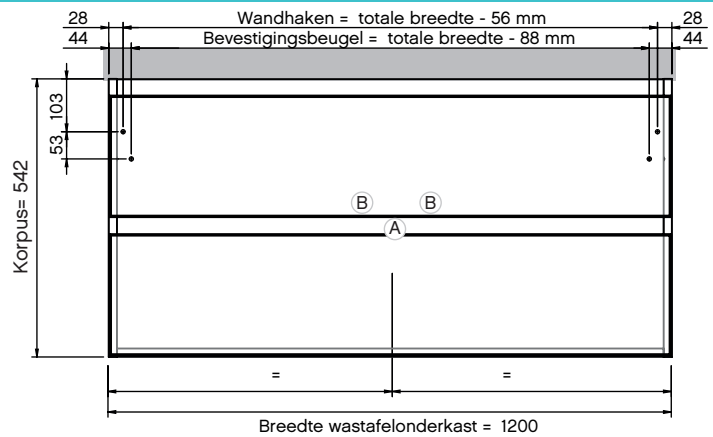 28 Wandhaken = totale breedte - 56 mm 28
44 Bevestigingsbeugel = totale breedte - 88 mm 44
103
53
Korpus= 542
B B
A
= =
Breedte wastafelonderkast = 1200